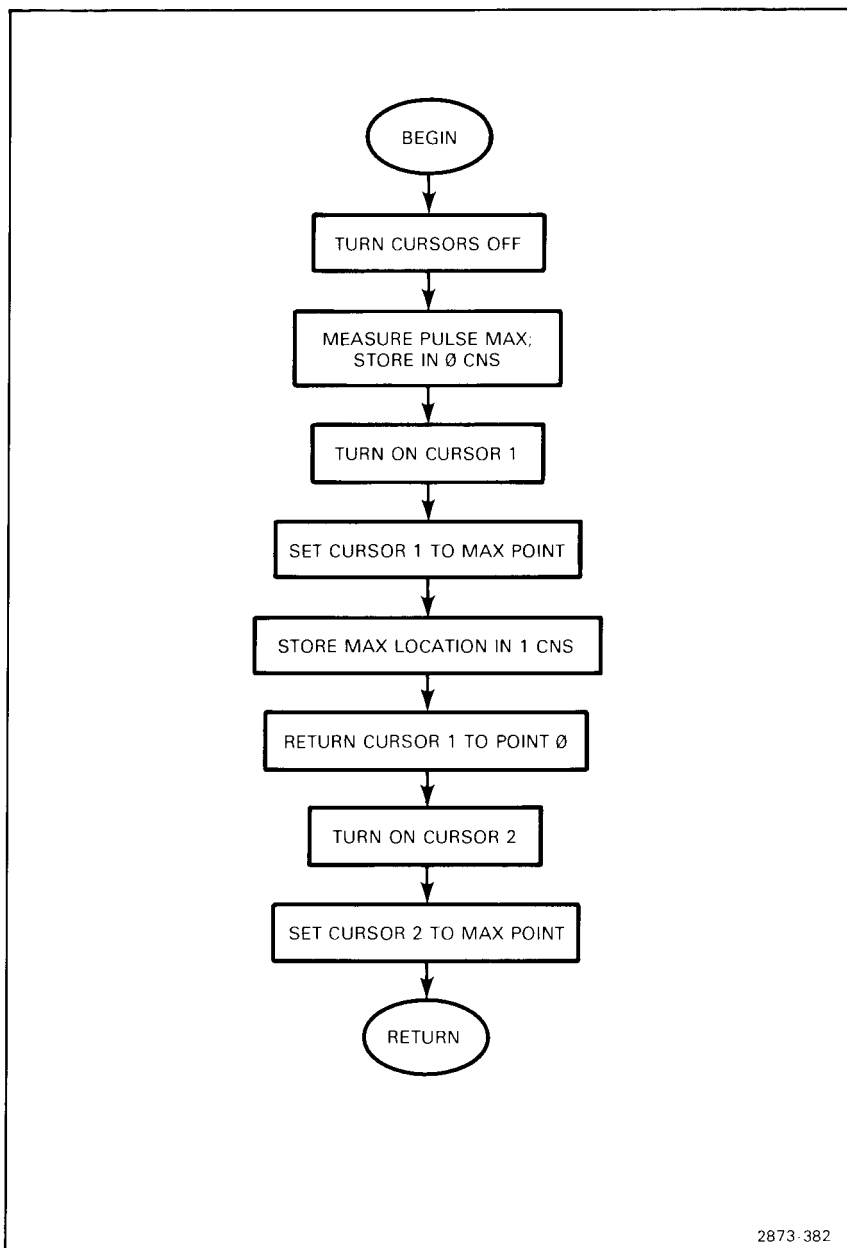 BEGIN
TURN CURSORS OFF
MEASURE PULSE MAX;
STORE IN Ø CNS
TURN ON CURSOR 1
SET CURSOR 1 TO MAX POINT
STORE MAX LOCATION IN 1 CNS
RETURN CURSOR 1 TO POINT Ø
TURN ON CURSOR 2
SET CURSOR 2 TO MAX POINT
RETURN
2873-382